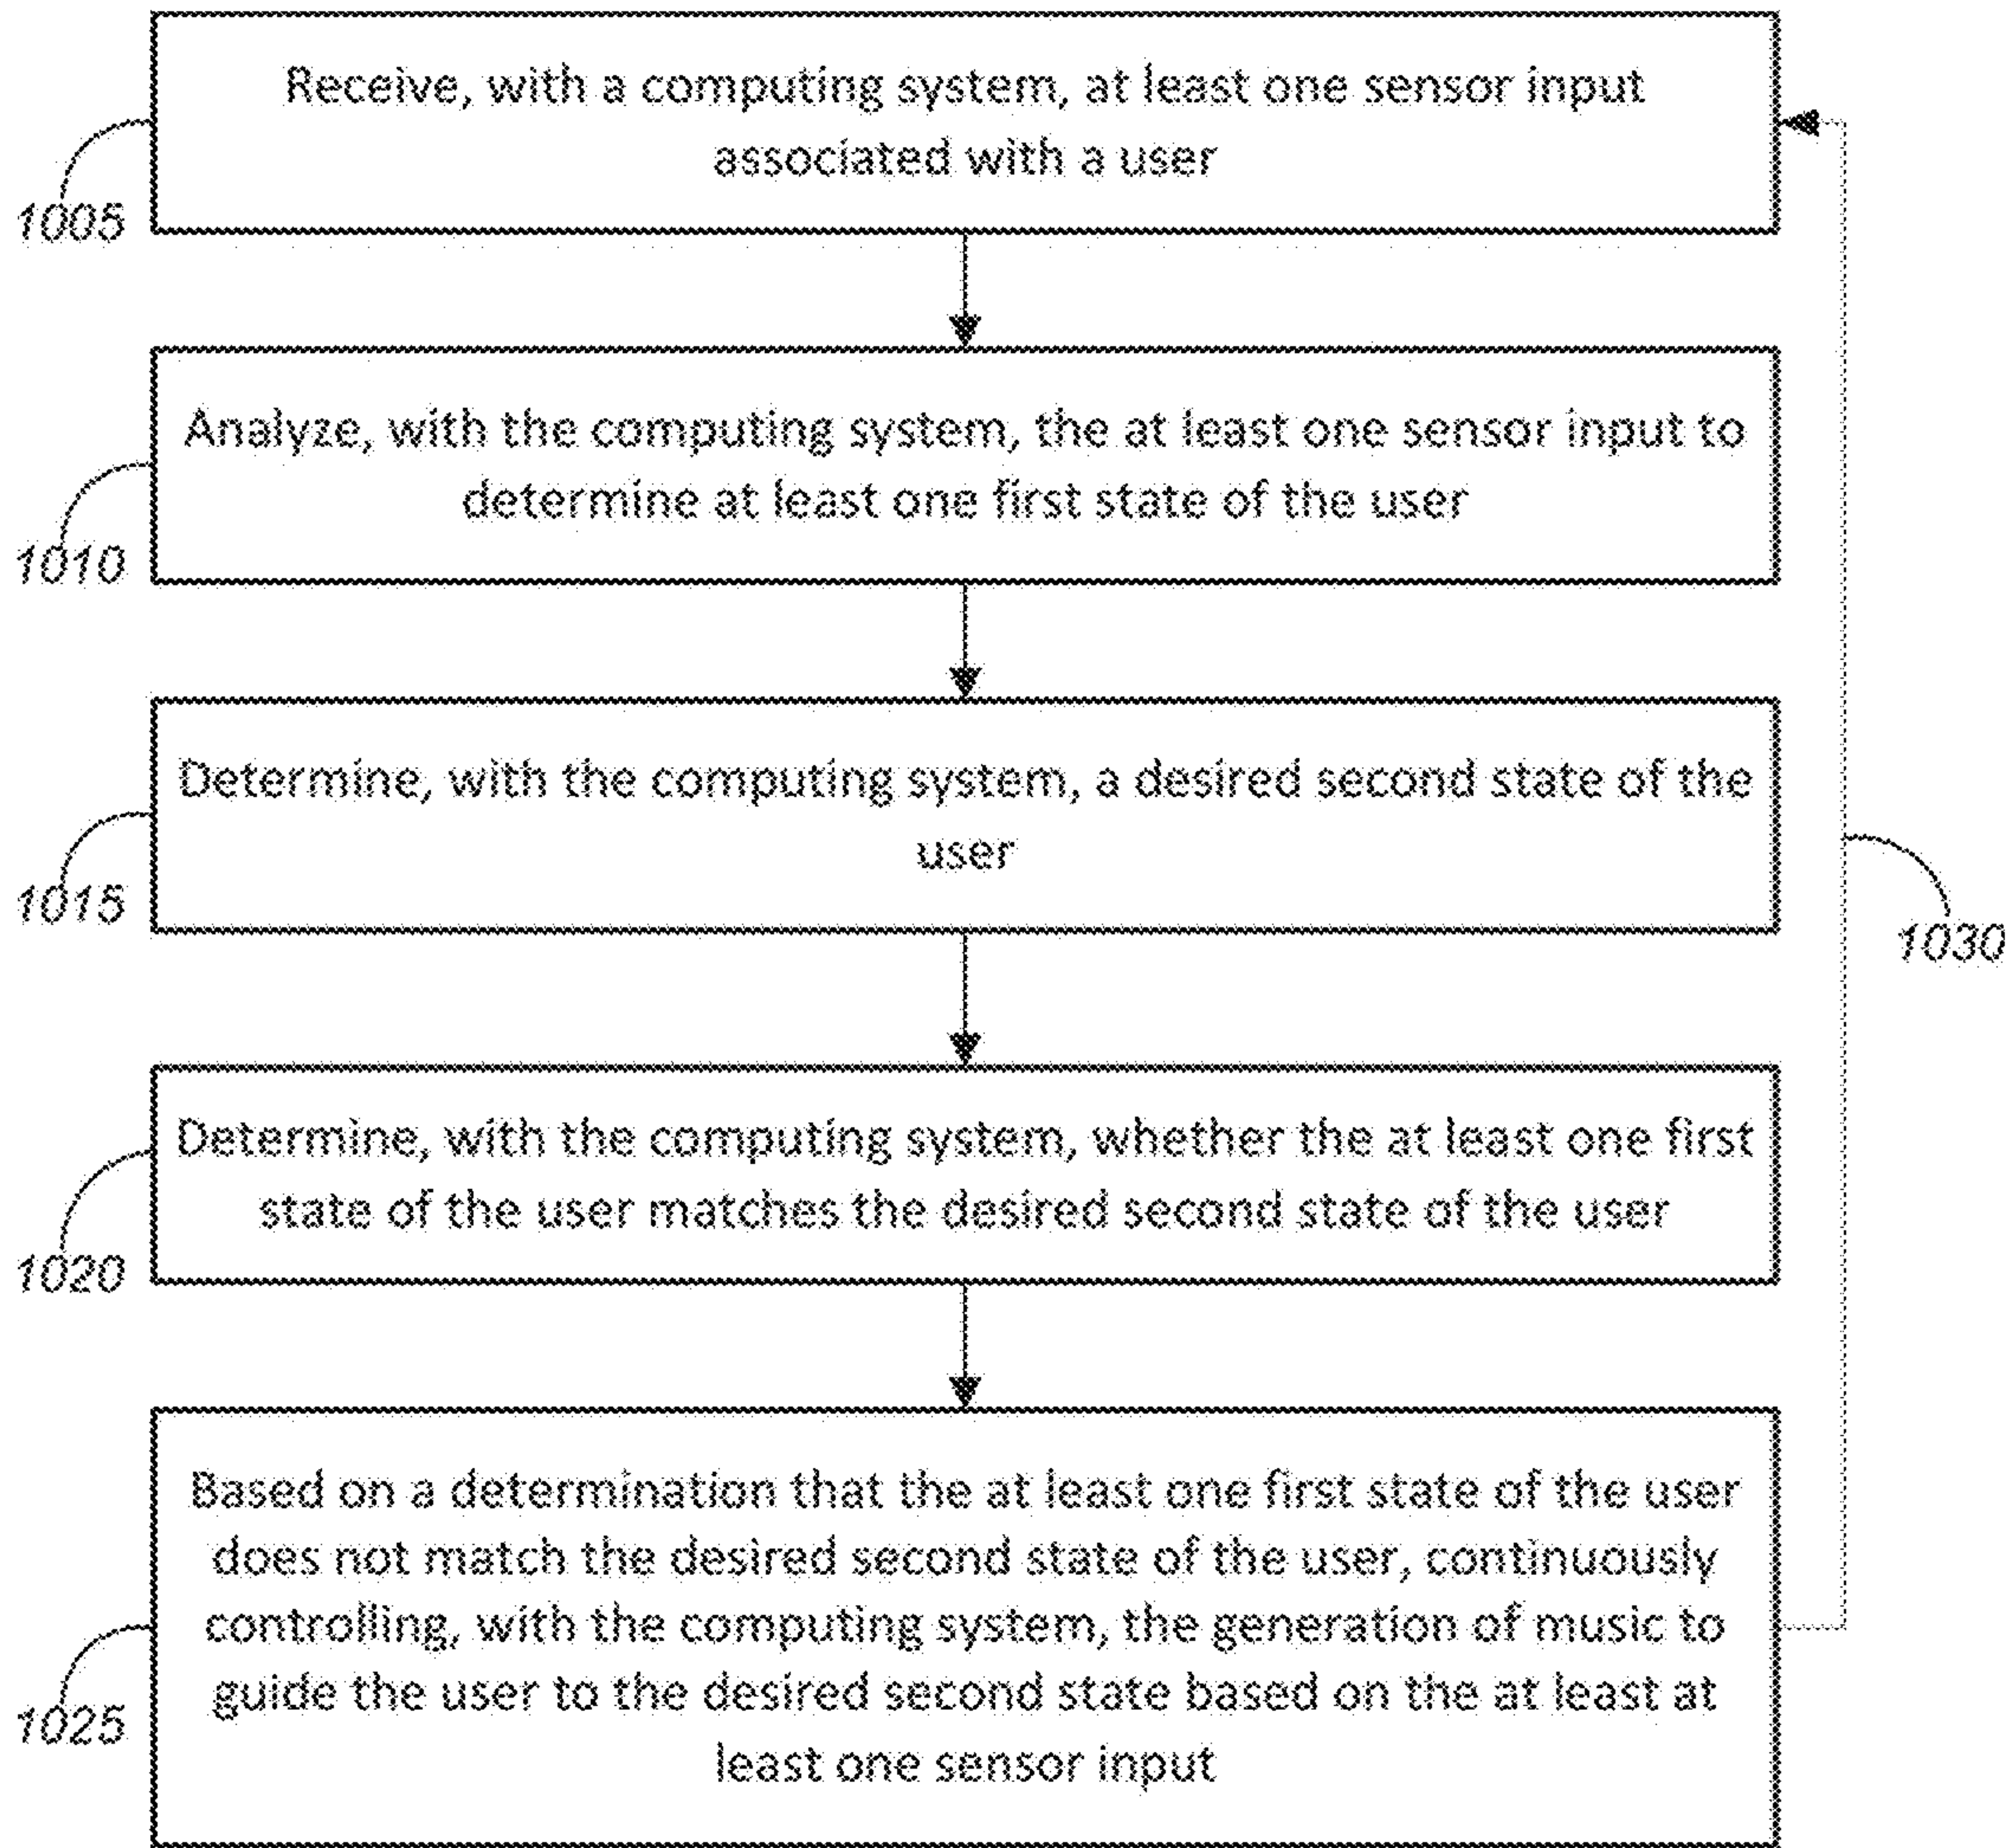 Receive, with a computing system, at least one sensor input
associated with a user
1005
Analyze, with the computing system, the at least one sensor input to
determine at least one first state of the user
1010
Determine, with the computing system, a desired second state of the
user
1015
1030
Determine, with the computing system, whether the at least one first
state of the user matches the desired second state of the user
1020
Based on a determination that the at least one first state of the user
does not match the desired second state of the user, continuously
controlling, with the computing system, the generation of music to
guide the user to the desired second state based on the at least at
least one sensor input
1025